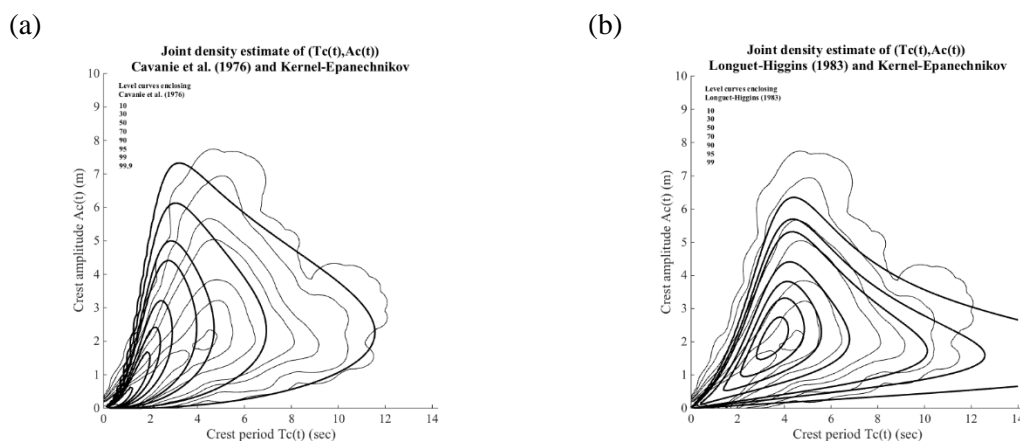 (a)
Joint density estimate of (Tc(t),Ac(t))
Cavanie et al. (1976) and Kernel-Epanechnikov
Level curves enclosing
Cavanie et al. (1976)
10
30
50
70
90
95
99
99.9
Crest amplitude Ac(t) (m)
10
9
8
7
6
5
4
3
2
1
0
0 2 4 6 8 10 12 14
Crest period Tc(t) (sec)
(b)
Joint density estimate of (Tc(t),Ac(t))
Longuet-Higgins (1983) and Kernel-Epanechnikov
Level curves enclosing
Longuet-Higgins (1983)
10
30
50
70
90
95
99
Crest amplitude Ac(t) (m)
10
9
8
7
6
5
4
3
2
1
0
0 2 4 6 8 10 12 14
Crest period Tc(t) (sec)